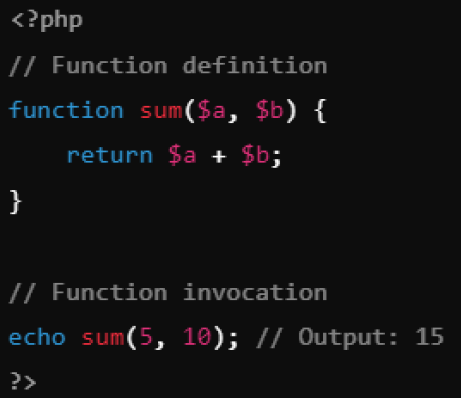 <?php
// Function definition
function sum($a, $b) {
    return $a + $b;
}

// Function invocation
echo sum(5, 10); // Output: 15
?>